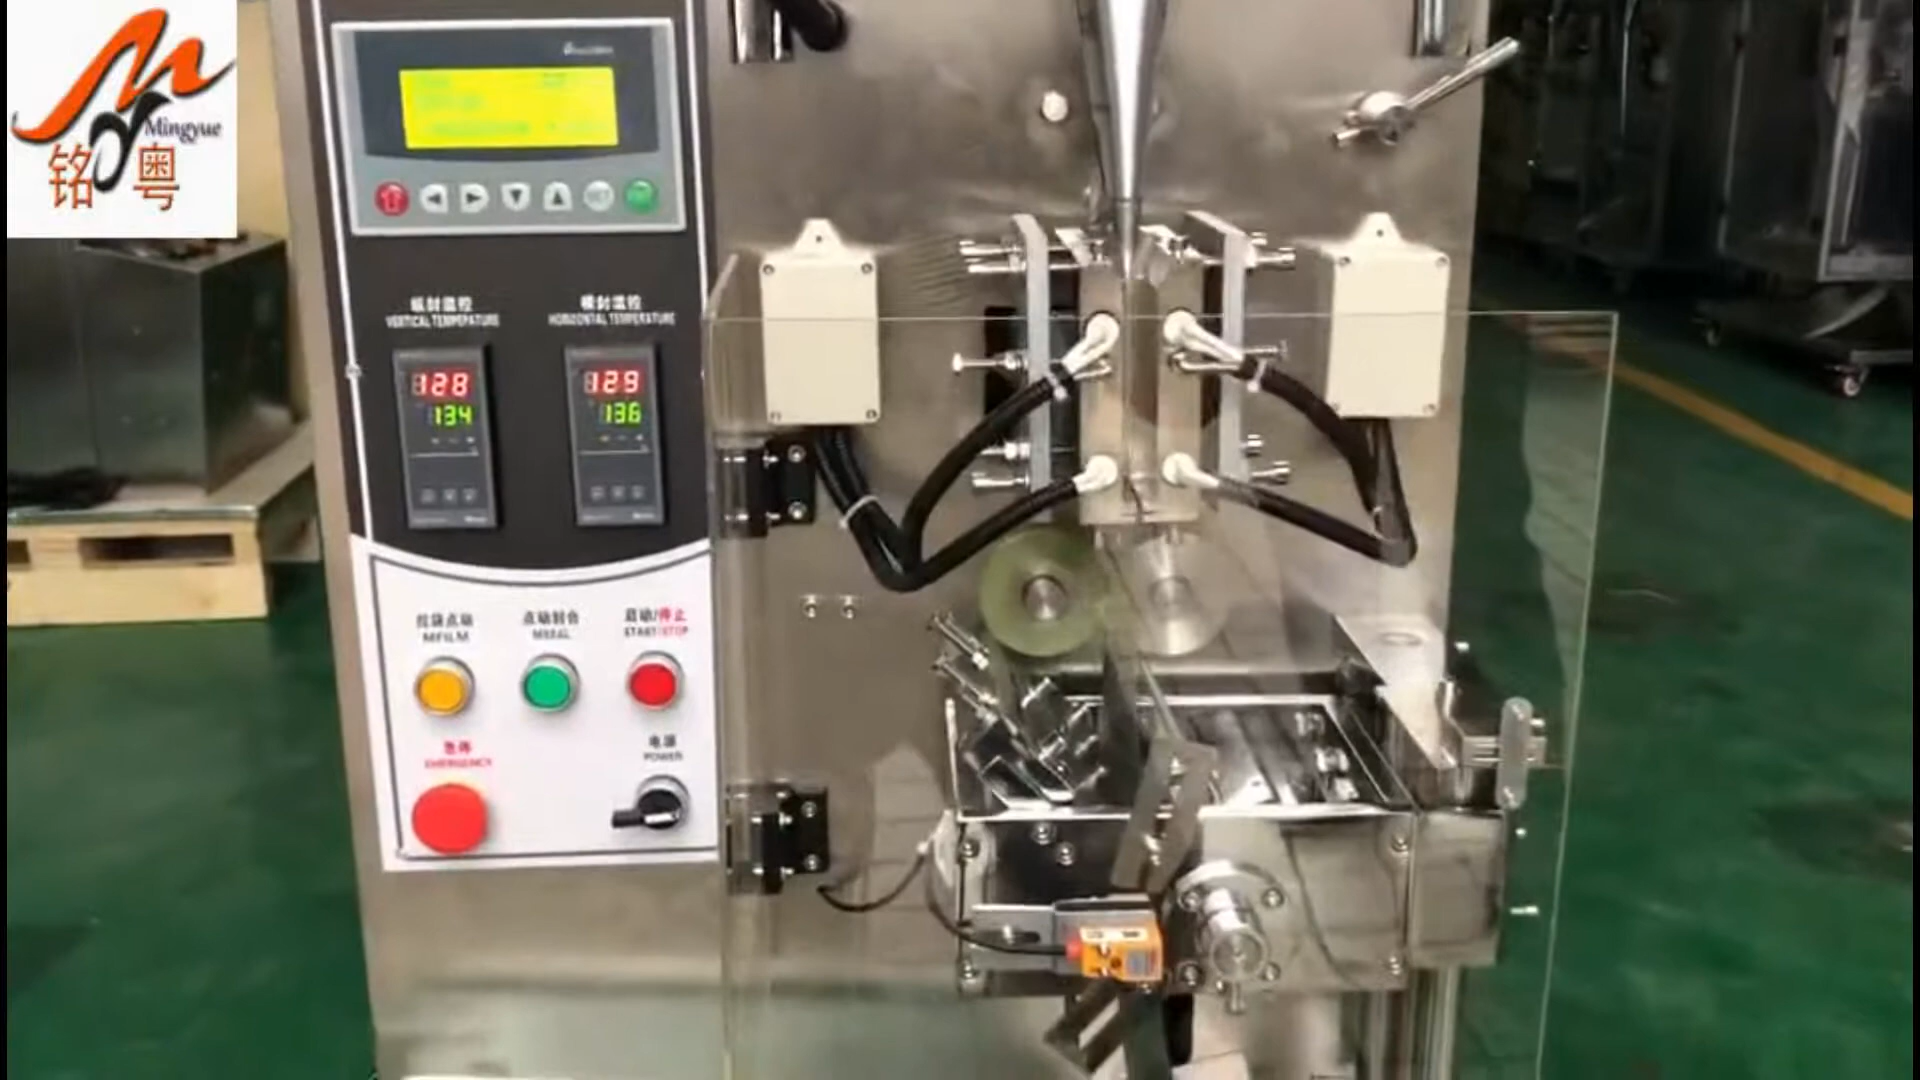 Mingyue
铭粤
纵封温控
VERTICAL TEMPERATURE
横封温控
HORIZONTAL TEMPERATURE
128
134
129
136
拉袋点动
MFILM
点动封合
MSEAL
启动/停止
START/STOP
急停
EMERGENCY
电源
POWER